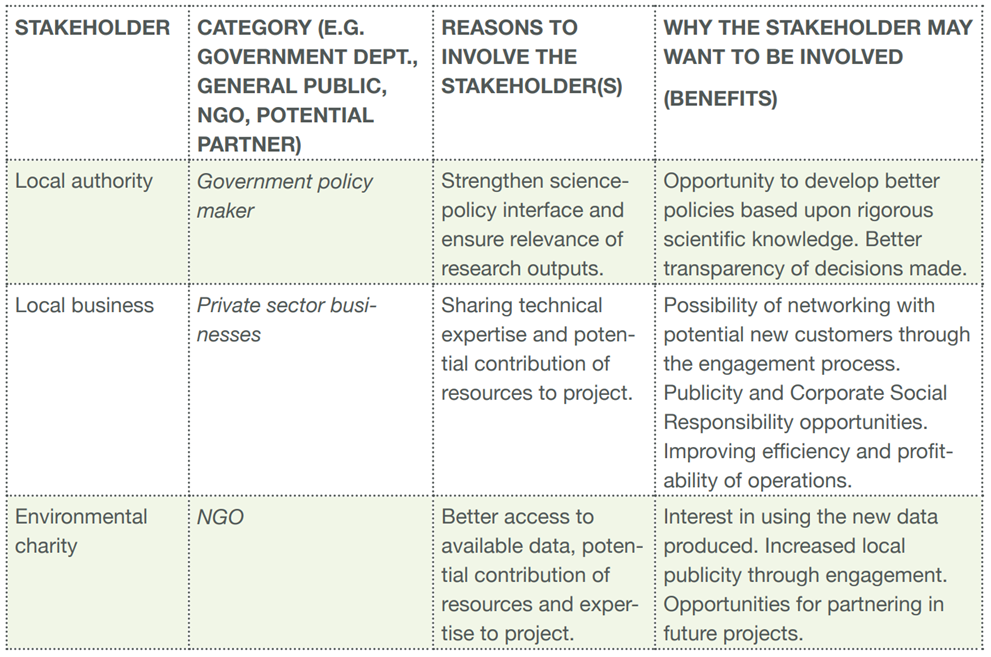 STAKEHOLDER
CATEGORY (E.G.
GOVERNMENT DEPT.,
GENERAL PUBLIC,
NGO, POTENTIAL
PARTNER)
REASONS TO
INVOLVE THE
STAKEHOLDER(S)
WHY THE STAKEHOLDER MAY
WANT TO BE INVOLVED
(BENEFITS)
Local authority
Government policy
maker
Strengthen science-
policy interface and
ensure relevance of
research outputs.
Opportunity to develop better
policies based upon rigorous
scientific knowledge. Better
transparency of decisions made.
Local business
Private sector busi-
nesses
Sharing technical
expertise and poten-
tial contribution of
resources to project.
Possibility of networking with
potential new customers through
the engagement process.
Publicity and Corporate Social
Responsibility opportunities.
Improving efficiency and profit-
ability of operations.
Environmental
charity
NGO
Better access to
available data, poten-
tial contribution of
resources and exper-
tise to project.
Interest in using the new data
produced. Increased local
publicity through engagement.
Opportunities for partnering in
future projects.